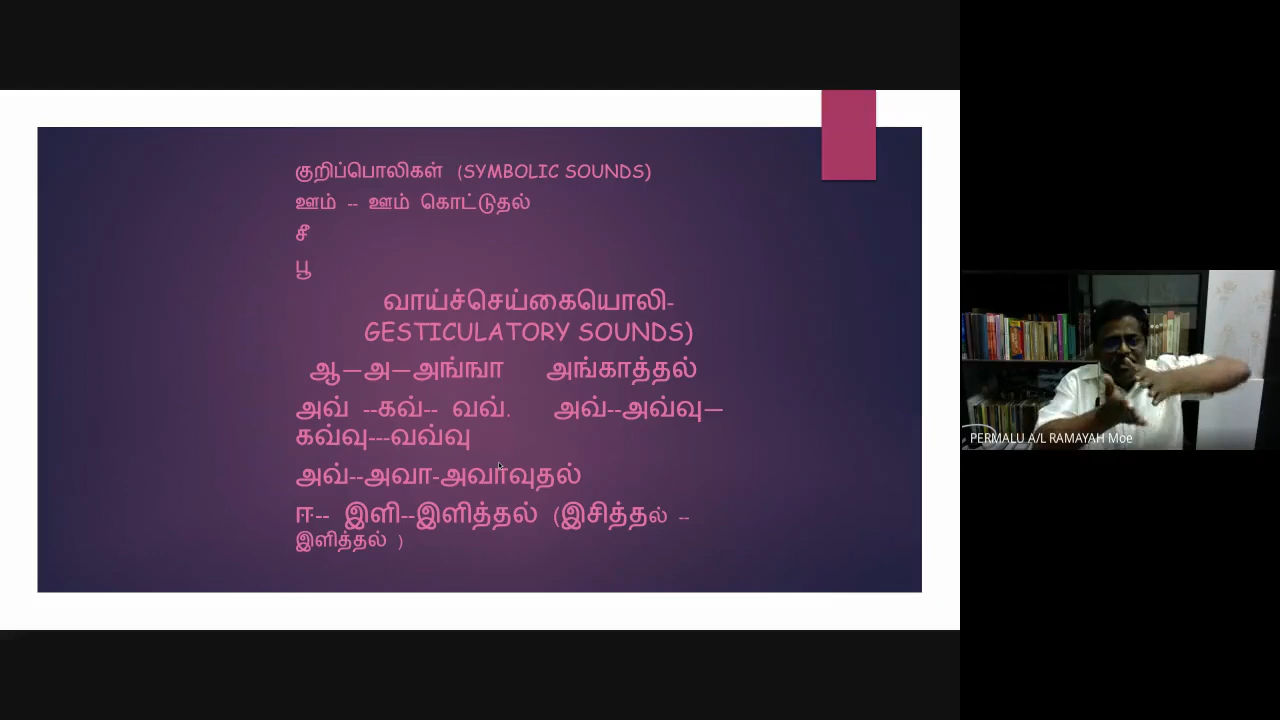 குறிப்பொலிகள் (SYMBOLIC SOUNDS)
ஊம் -- ஊம் கொட்டுதல்
சீ
பூ
வாய்ச்செய்கையொலி-
GESTICULATORY SOUNDS)
ஆ—அ—அங்ஙா அங்காத்தல்
அவ் --கவ்-- வவ். அவ்--அவ்வு—
கவ்வு---வவ்வு
அவ்--அவா-அவாவுதல்
ஈ-- இளி--இளித்தல் (இசித்தல் --
இளித்தல் )
PERMALU A/L RAMAYAH Moe